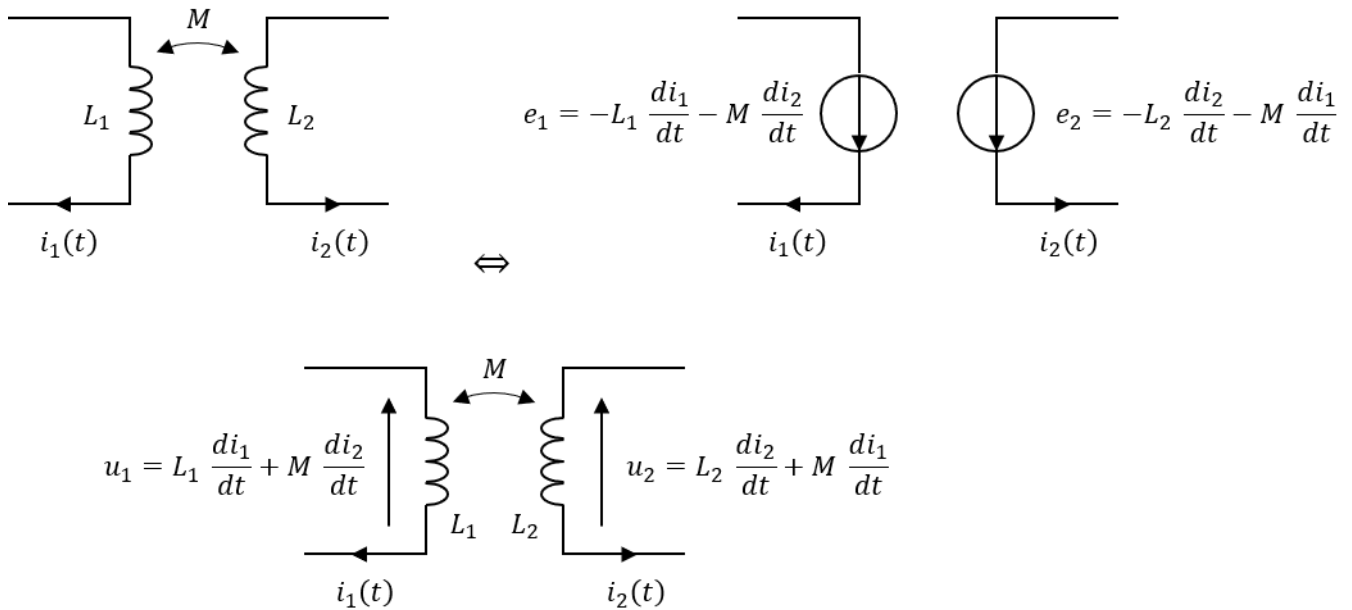 M
L₁
L₂
i₁(t)
i₂(t)
e₁ = −L₁ di₁/dt − M di₂/dt
e₂ = −L₂ di₂/dt − M di₁/dt
i₁(t)
i₂(t)
⇔
M
u₁ = L₁ di₁/dt + M di₂/dt
u₂ = L₂ di₂/dt + M di₁/dt
L₁
L₂
i₁(t)
i₂(t)